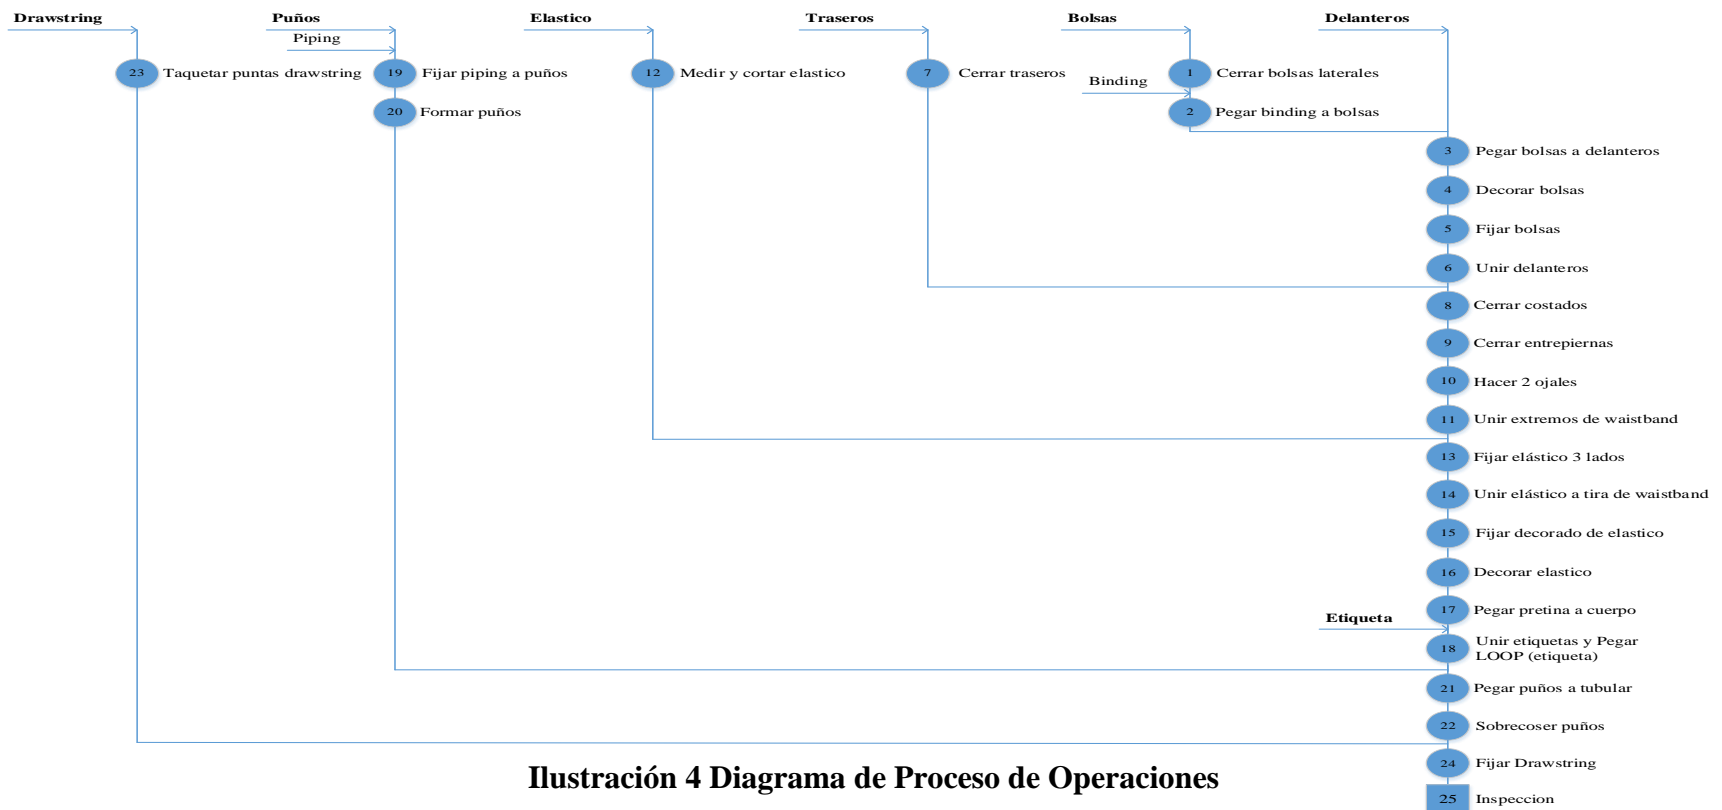 Drawstring
Puños
Elastico
Traseros
Bolsas
Delanteros
Piping
23 Taquetar puntas drawstring
19 Fijar piping a puños
12 Medir y cortar elastico
7 Cerrar traseros
1 Cerrar bolsas laterales
Binding
20 Formar puños
2 Pegar binding a bolsas
3 Pegar bolsas a delanteros
4 Decorar bolsas
5 Fijar bolsas
6 Unir delanteros
8 Cerrar costados
9 Cerrar entrepiernas
10 Hacer 2 ojales
11 Unir extremos de waistband
13 Fijar elástico 3 lados
14 Unir elástico a tira de waistband
15 Fijar decorado de elastico
16 Decorar elastico
17 Pegar pretina a cuerpo
Etiqueta
18 Unir etiquetas y Pegar
LOOP (etiqueta)
21 Pegar puños a tubular
22 Sobrecoser puños
24 Fijar Drawstring
Ilustración 4 Diagrama de Proceso de Operaciones
25 Inspeccion